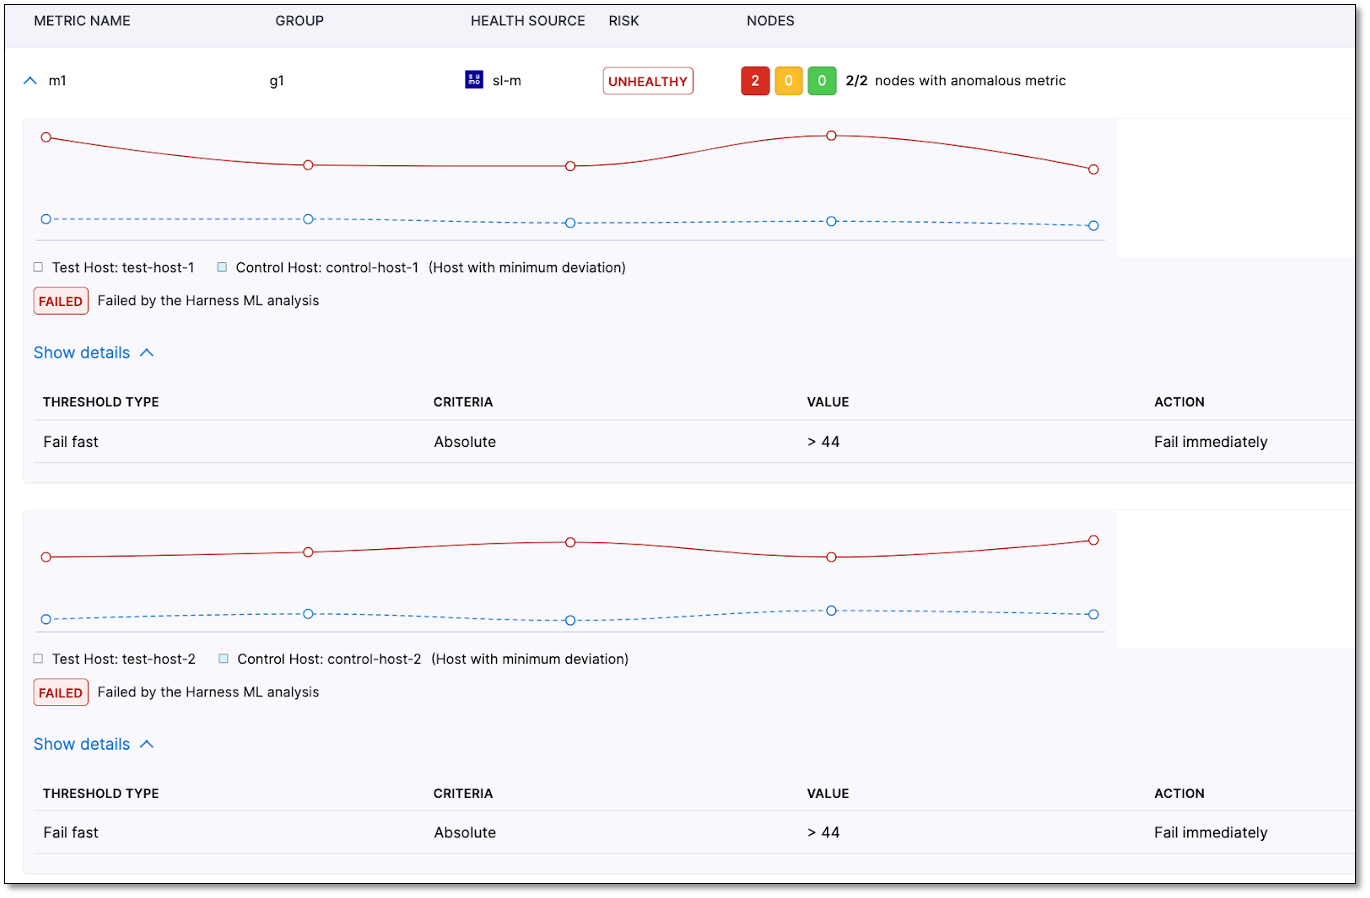 METRIC NAME GROUP HEALTH SOURCE RISK NODES
m1 g1 su mo sl-m UNHEALTHY 2 0 0 2/2 nodes with anomalous metric
Test Host: test-host-1 Control Host: control-host-1 (Host with minimum deviation)
FAILED Failed by the Harness ML analysis
Show details
THRESHOLD TYPE CRITERIA VALUE ACTION
Fail fast Absolute > 44 Fail immediately
Test Host: test-host-2 Control Host: control-host-2 (Host with minimum deviation)
FAILED Failed by the Harness ML analysis
Show details
THRESHOLD TYPE CRITERIA VALUE ACTION
Fail fast Absolute > 44 Fail immediately